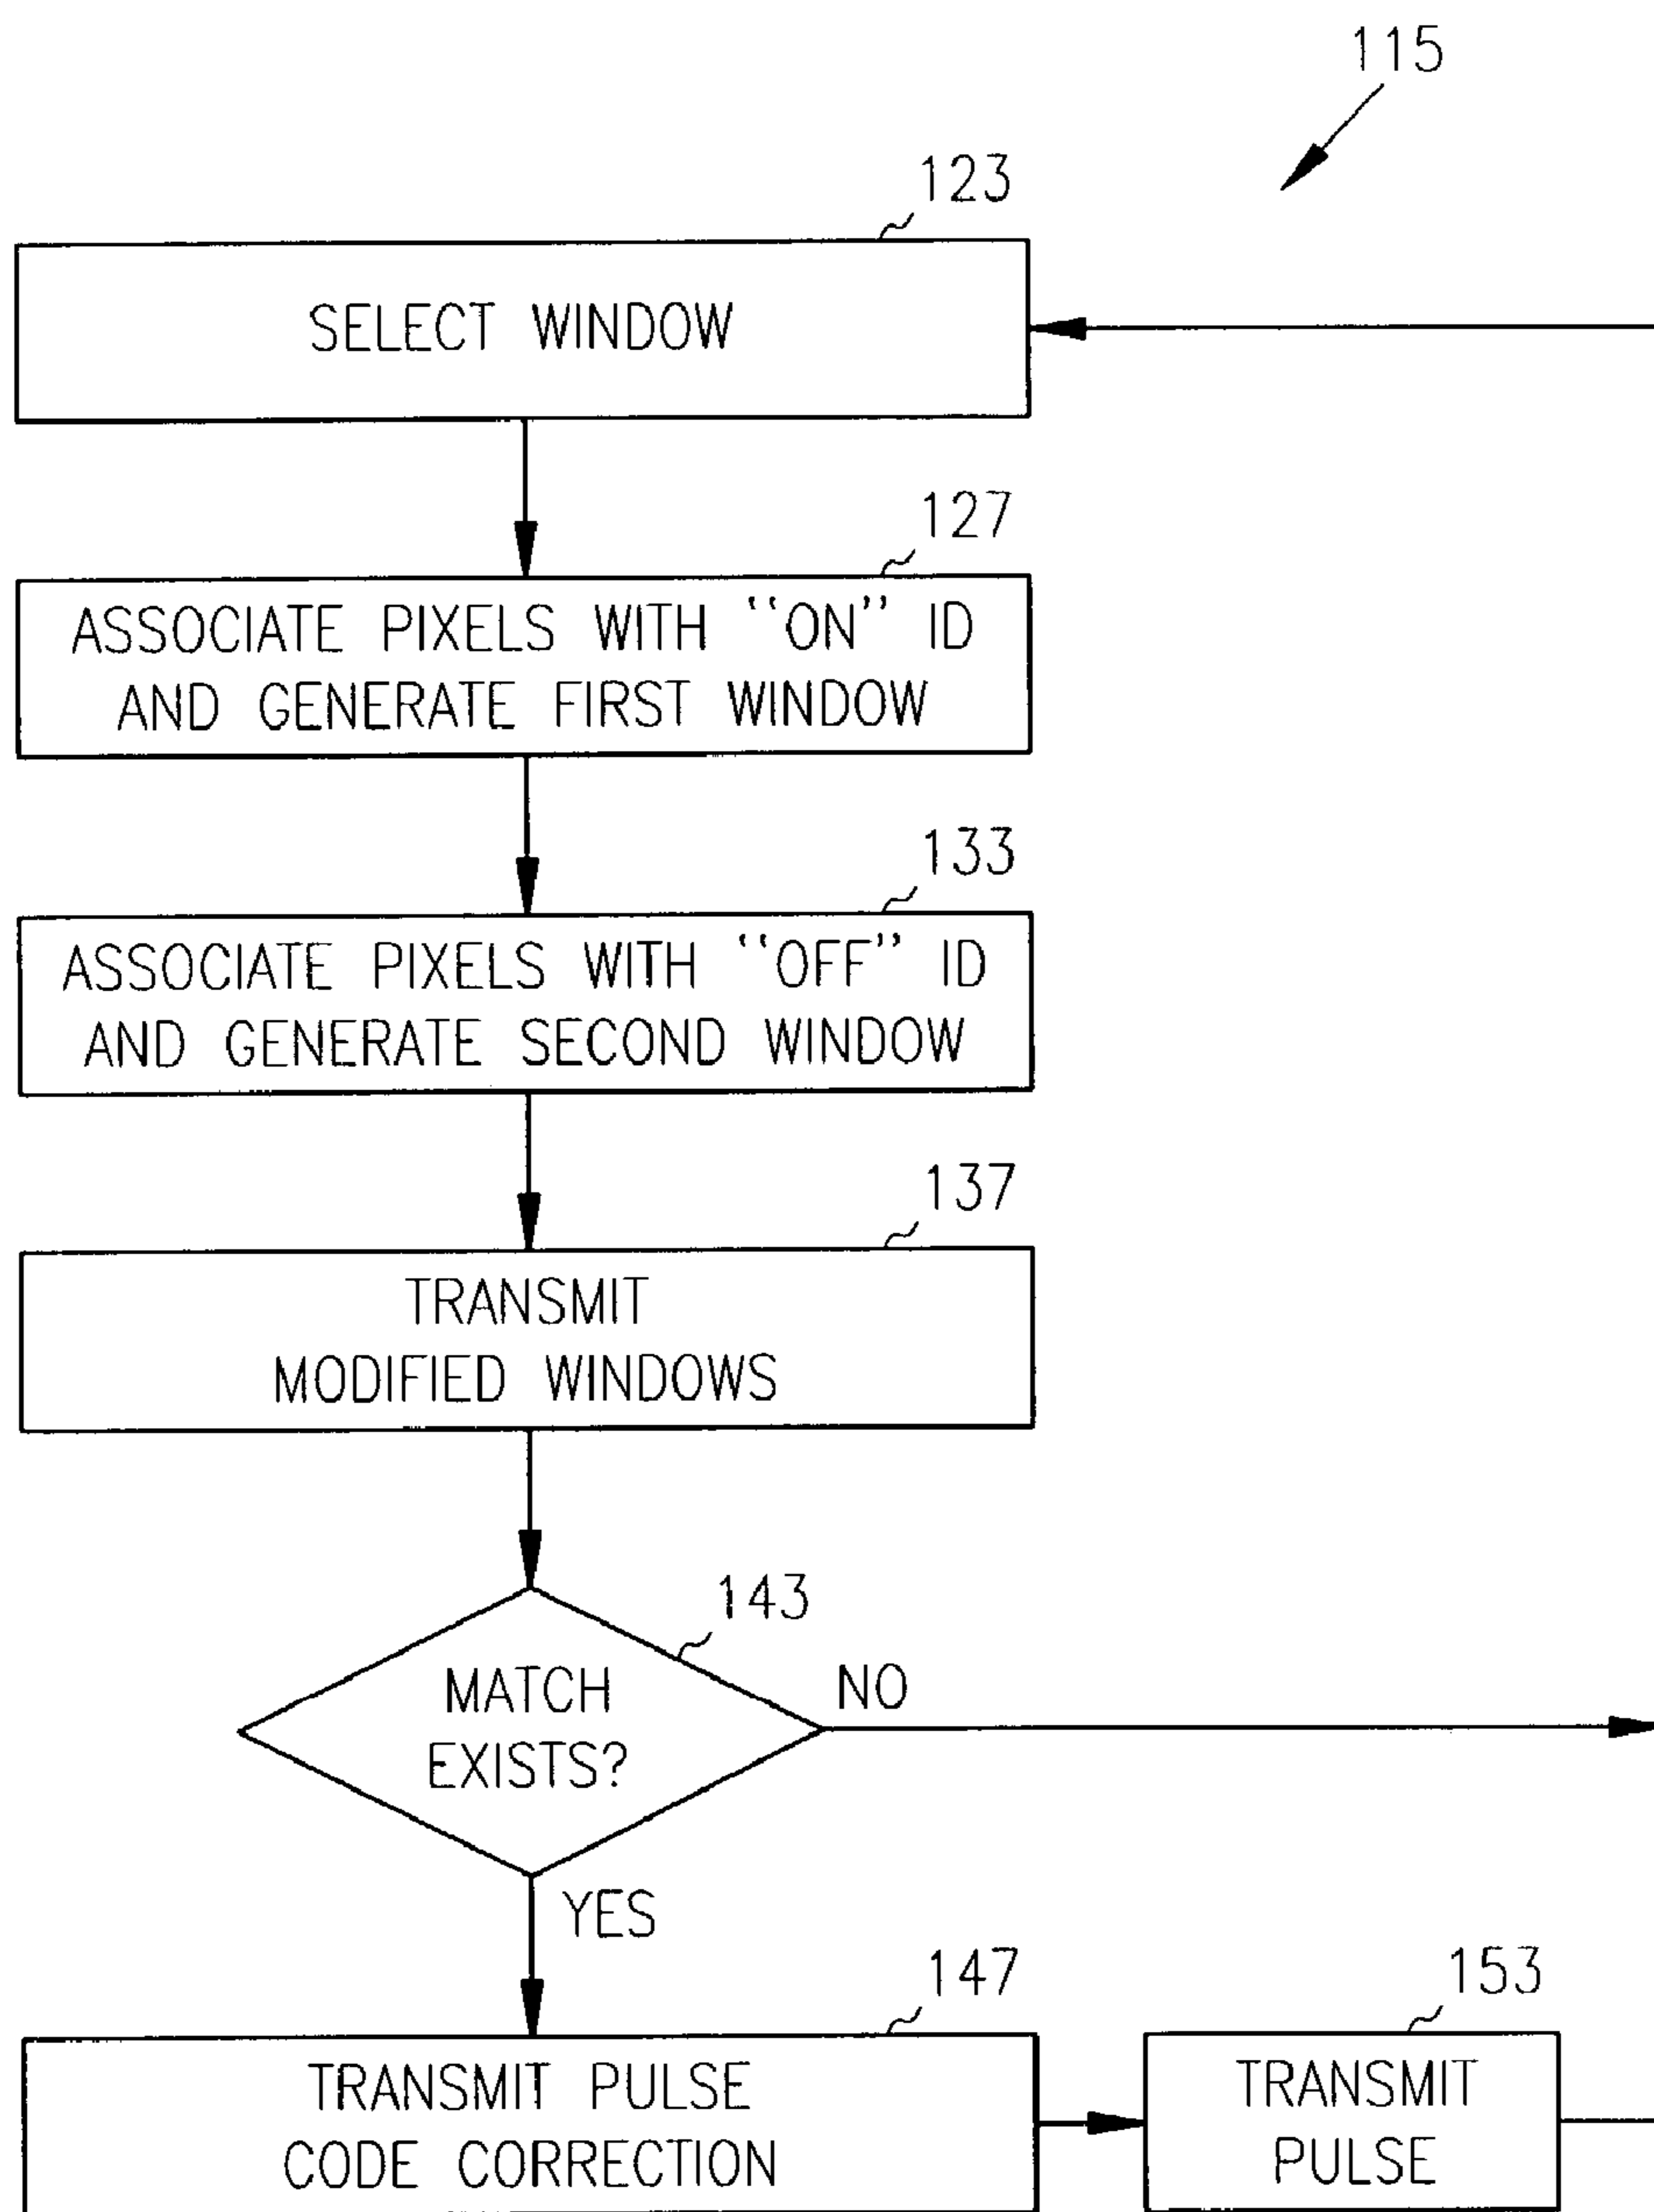 115
123
SELECT WINDOW
127
ASSOCIATE PIXELS WITH "ON" ID
AND GENERATE FIRST WINDOW
133
ASSOCIATE PIXELS WITH "OFF" ID
AND GENERATE SECOND WINDOW
137
TRANSMIT
MODIFIED WINDOWS
143
MATCH
EXISTS?
NO
YES
147
TRANSMIT PULSE
CODE CORRECTION
153
TRANSMIT
PULSE